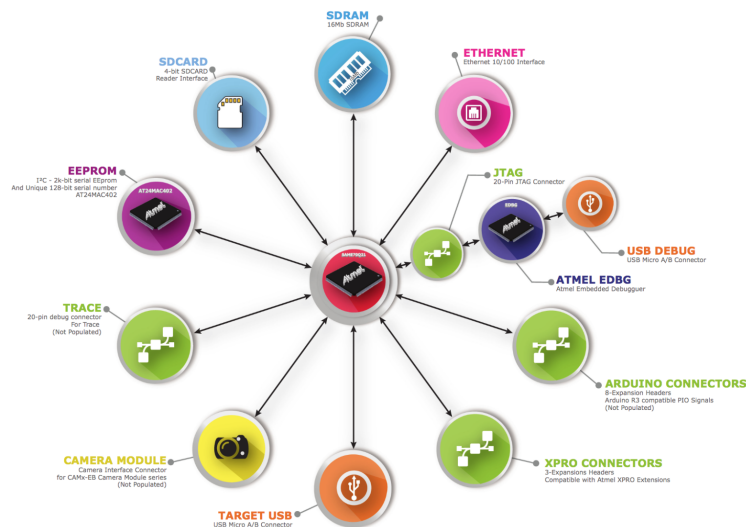 SDRAM
16Mb SDRAM
SDCARD
4-bit SDCARD
Reader Interface
ETHERNET
Ethernet 10/100 Interface
EEPROM
I²C - 2k-bit serial EEprom
And Unique 128-bit serial number
AT24MAC402
AT24MAC402
Atmel
JTAG
20-Pin JTAG Connector
EDBG
Atmel
USB DEBUG
USB Micro A/B Connector
ATMEL EDBG
Atmel Embedded Debugguer
Atmel
TRACE
20-pin debug connector
For Trace
(Not Populated)
ARDUINO CONNECTORS
8-Expansion Headers
Arduino R3 compatible PIO Signals
(Not Populated)
CAMERA MODULE
Camera Interface Connector
for CAMx-EB Camera Module series
(Not Populated)
XPRO CONNECTORS
3-Expansions Headers
Compatible with Atmel XPRO Extensions
TARGET USB
USB Micro A/B Connector